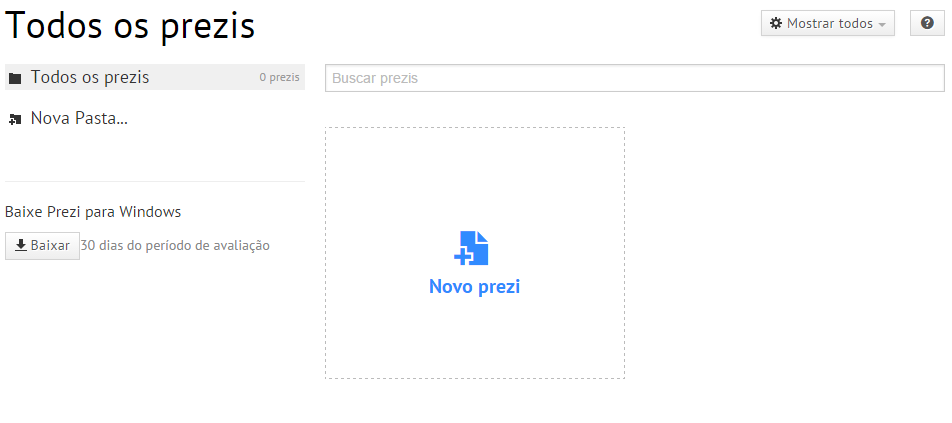 Todos os prezis
Mostrar todos
Todos os prezis 0 prezis
Buscar prezis
Nova Pasta...
Baixe Prezi para Windows
Baixar 30 dias do período de avaliação
Novo prezi